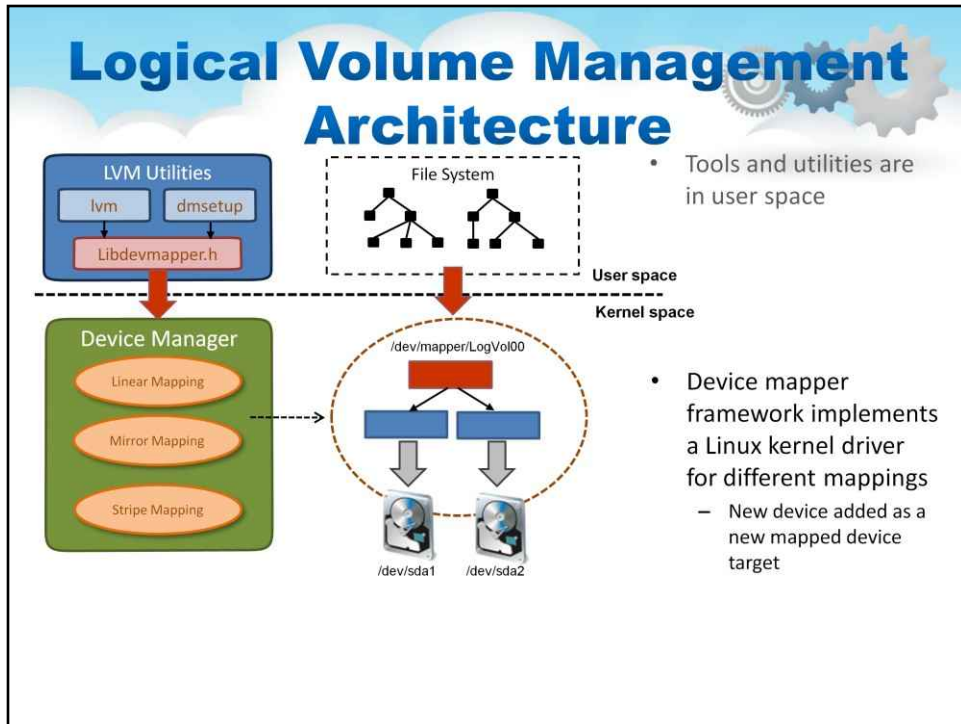 Logical Volume Management
Architecture
LVM Utilities
lvm
dmsetup
Libdevmapper.h
File System
User space
Kernel space
Device Manager
Linear Mapping
Mirror Mapping
Stripe Mapping
/dev/mapper/LogVol00
/dev/sda1
/dev/sda2
• Tools and utilities are
in user space
• Device mapper
framework implements
a Linux kernel driver
for different mappings
– New device added as a
new mapped device
target